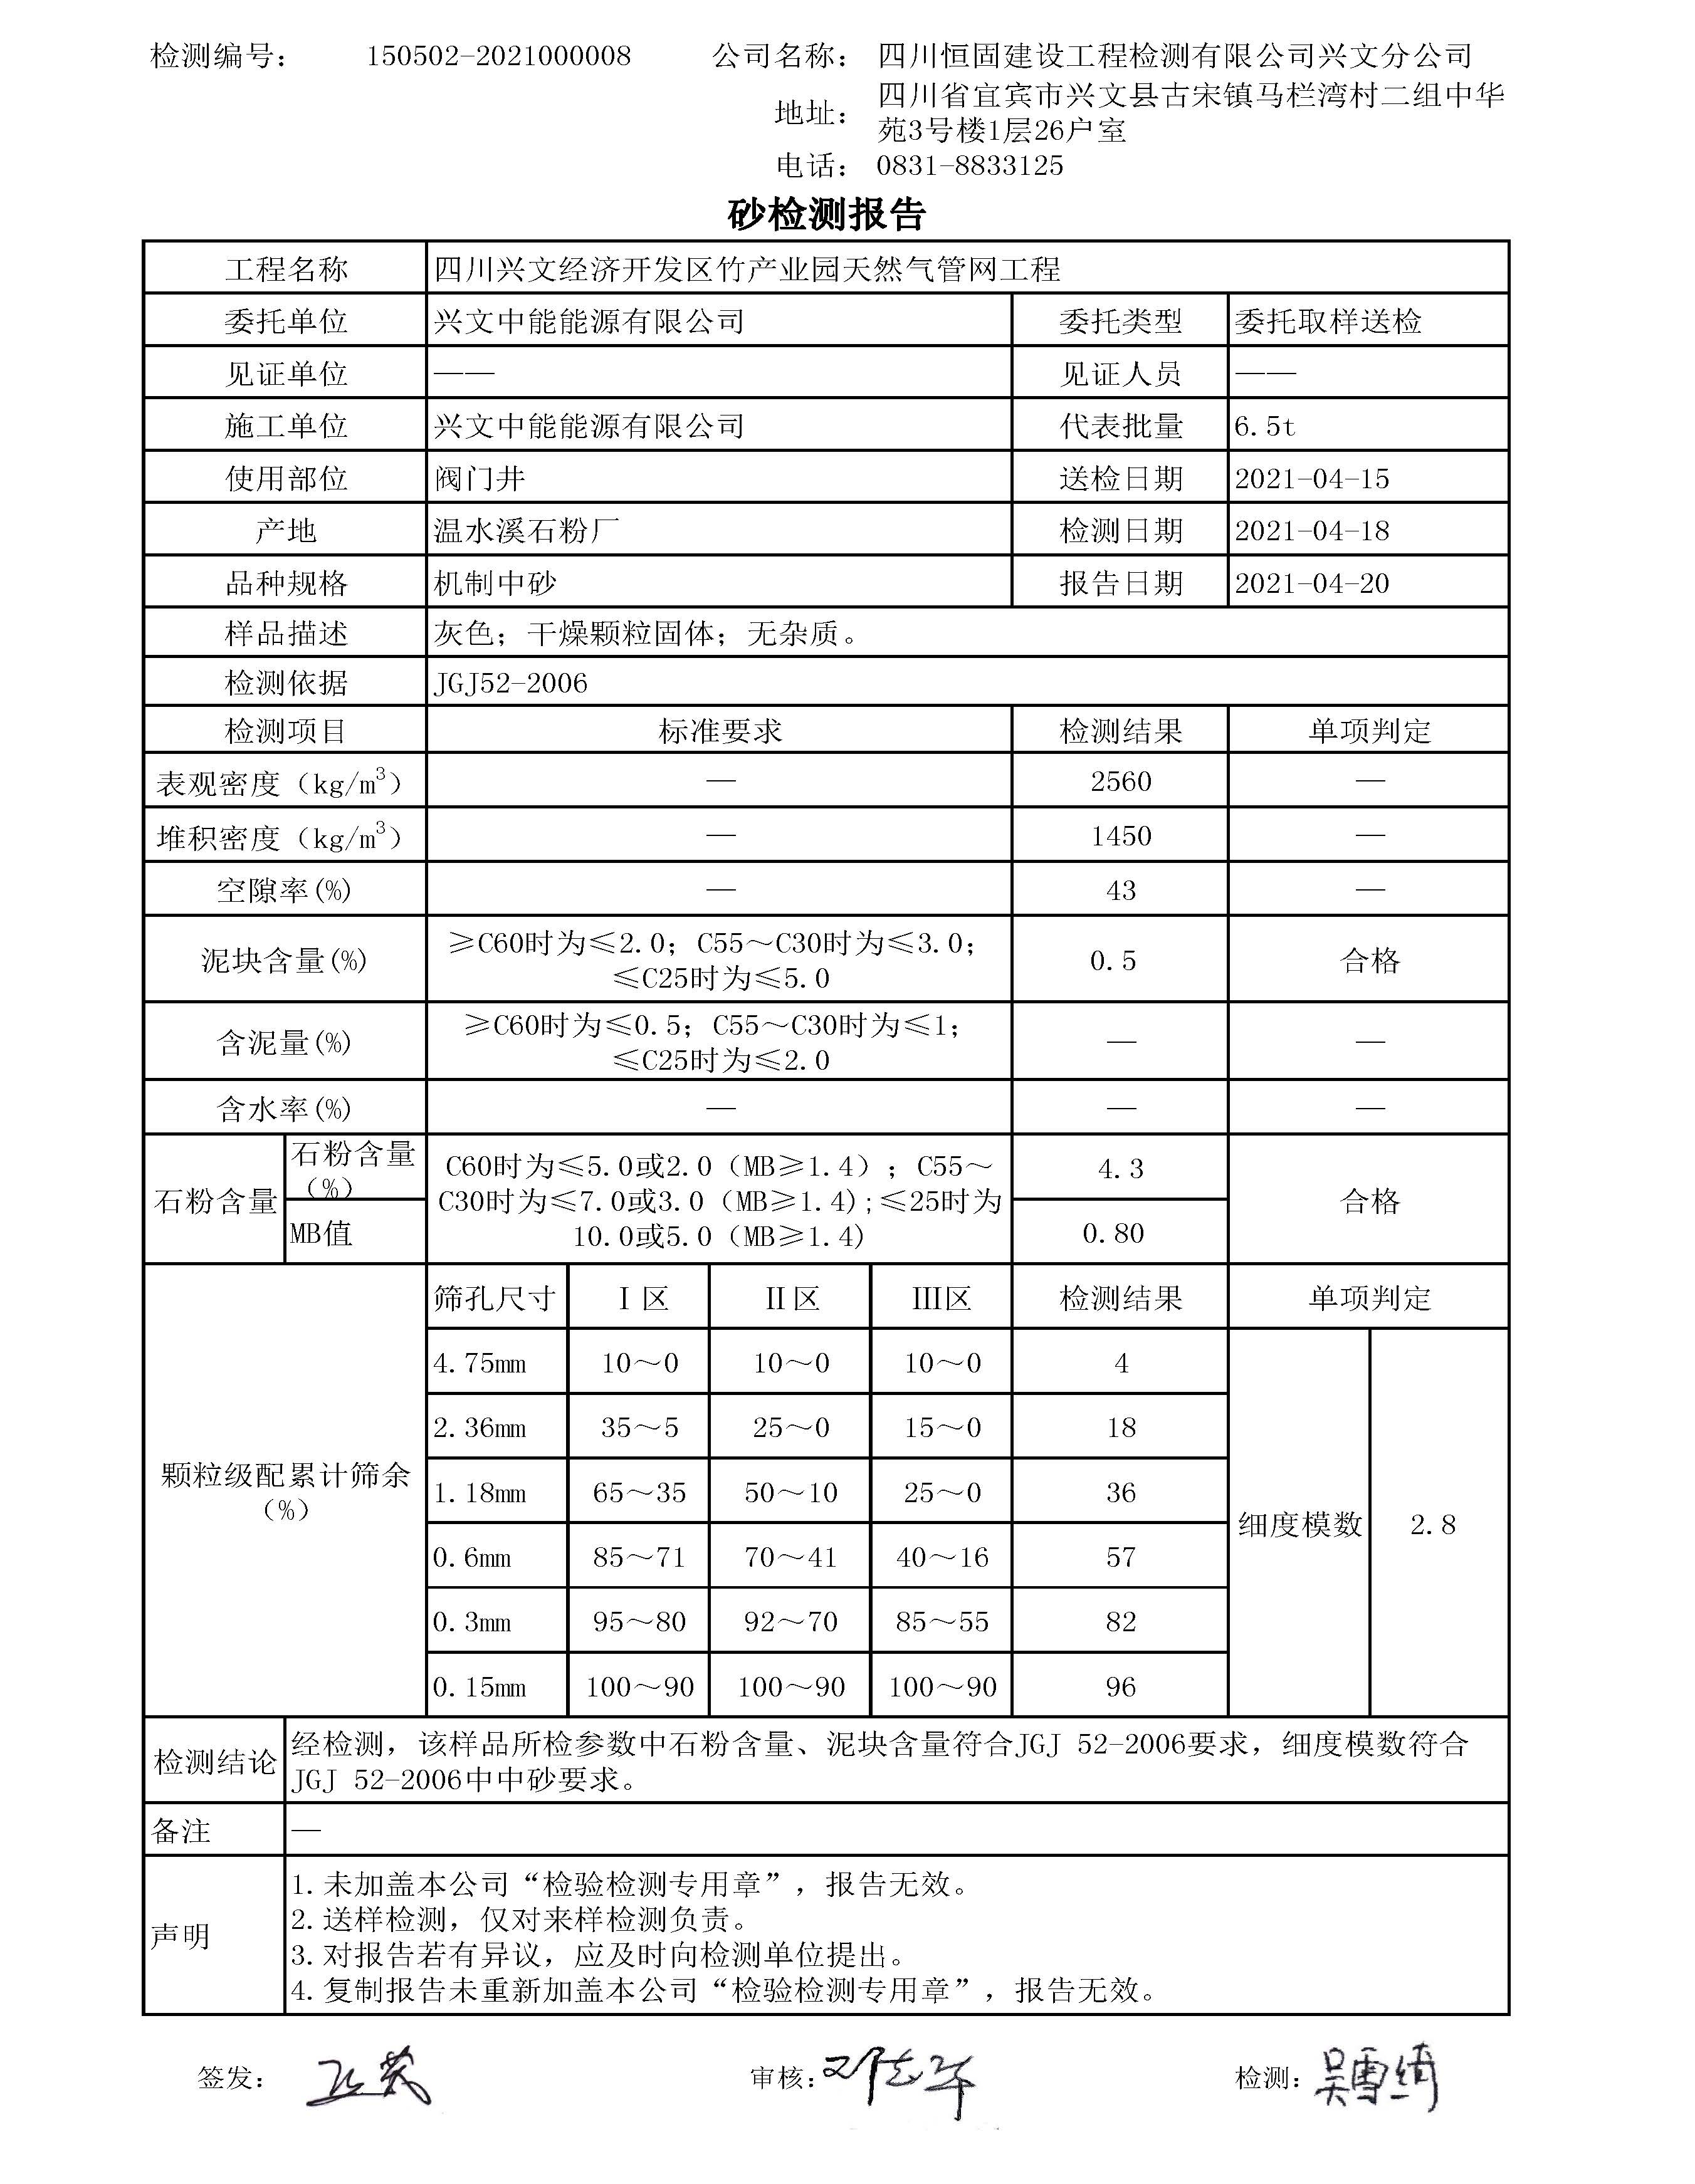 检测编号： 150502-2021000008 公司名称： 四川恒固建设工程检测有限公司兴文分公司
地址： 四川省宜宾市兴文县古宋镇马栏湾村二组中华
苑3号楼1层26户室
电话： 0831-8833125
砂检测报告
工程名称 四川兴文经济开发区竹产业园天然气管网工程
委托单位 兴文中能能源有限公司 委托类型 委托取样送检
见证单位 —— 见证人员 ——
施工单位 兴文中能能源有限公司 代表批量 6.5t
使用部位 阀门井 送检日期 2021-04-15
产地 温水溪石粉厂 检测日期 2021-04-18
品种规格 机制中砂 报告日期 2021-04-20
样品描述 灰色；干燥颗粒固体；无杂质。
检测依据 JGJ52-2006
检测项目 标准要求 检测结果 单项判定
表观密度（kg/m³） — 2560 —
堆积密度（kg/m³） — 1450 —
空隙率(%) — 43 —
泥块含量(%) ≥C60时为≤2.0；C55～C30时为≤3.0；
≤C25时为≤5.0 0.5 合格
含泥量(%) ≥C60时为≤0.5；C55～C30时为≤1；
≤C25时为≤2.0 — —
含水率(%) — — —
石粉含量 石粉含量
（%） C60时为≤5.0或2.0（MB≥1.4）；C55～
C30时为≤7.0或3.0（MB≥1.4）;≤25时为
10.0或5.0（MB≥1.4） 4.3 合格
MB值 0.80
颗粒级配累计筛余
（%） 筛孔尺寸 I区 II区 III区 检测结果 单项判定
4.75mm 10～0 10～0 10～0 4
2.36mm 35～5 25～0 15～0 18
1.18mm 65～35 50～10 25～0 36
细度模数 2.8
0.6mm 85～71 70～41 40～16 57
0.3mm 95～80 92～70 85～55 82
0.15mm 100～90 100～90 100～90 96
检测结论 经检测，该样品所检参数中石粉含量、泥块含量符合JGJ 52-2006要求，细度模数符合
JGJ 52-2006中中砂要求。
备注 —
声明
1.未加盖本公司“检验检测专用章”，报告无效。
2.送样检测，仅对来样检测负责。
3.对报告若有异议，应及时向检测单位提出。
4.复制报告未重新加盖本公司“检验检测专用章”，报告无效。
签发： 审核： 检测：吴雪绮